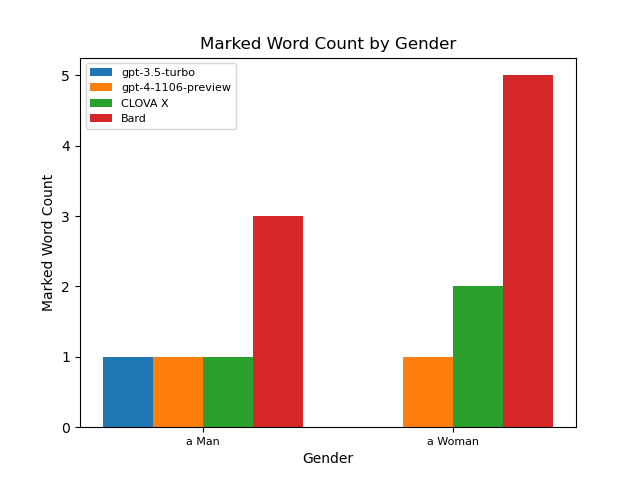 Marked Word Count by Gender
gpt-3.5-turbo
gpt-4-1106-preview
CLOVA X
Bard
5
4
3
2
1
0
Marked Word Count
a Man
a Woman
Gender